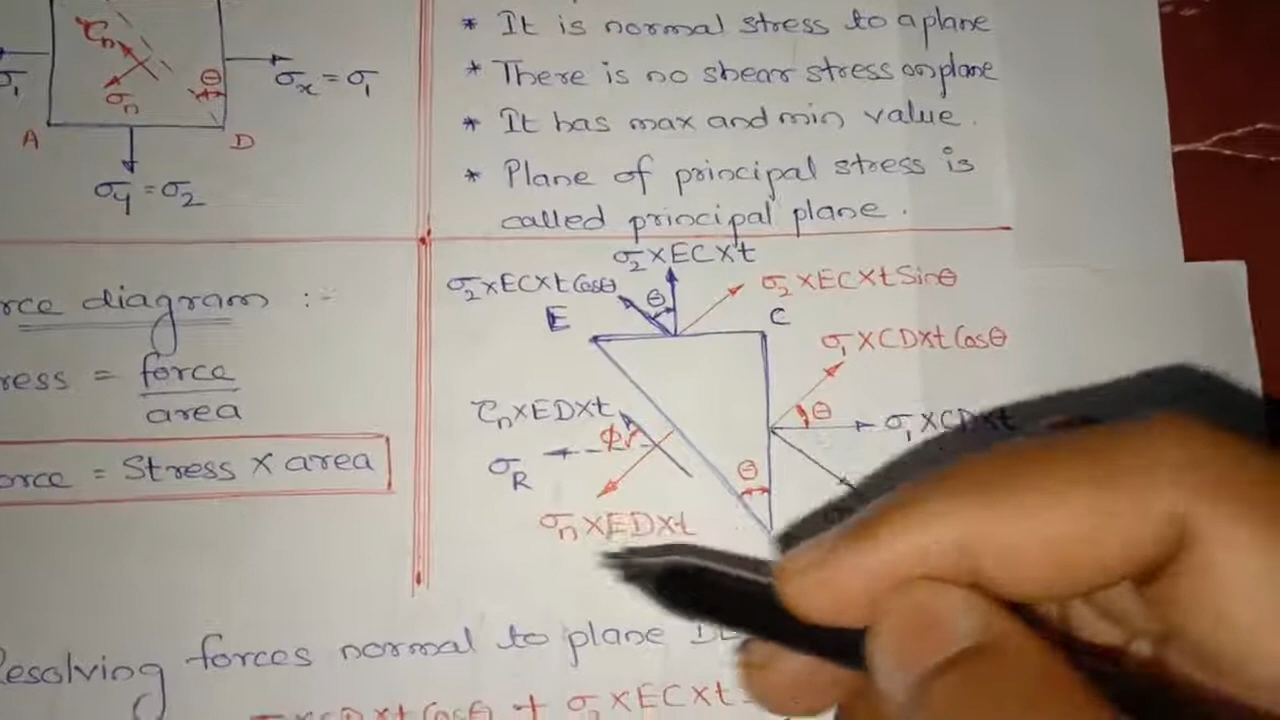 τn
σn
θ
σ1
σx = σ1
A
D
σy = σ2
* It is normal stress to a plane
* There is no shear stress on plane
* It has max and min value.
* Plane of principal stress is
called principal plane.
rce diagram :-
ress = force
area
orce = Stress × area
σ2×EC×t
σ2×EC×t Cosθ
θ
σ2×EC×t Sinθ
E
C
σ1×CD×t Cosθ
τn×ED×t
θ
σ1×CD×t
σR
θ
σn×ED×t
Resolving forces normal to plane